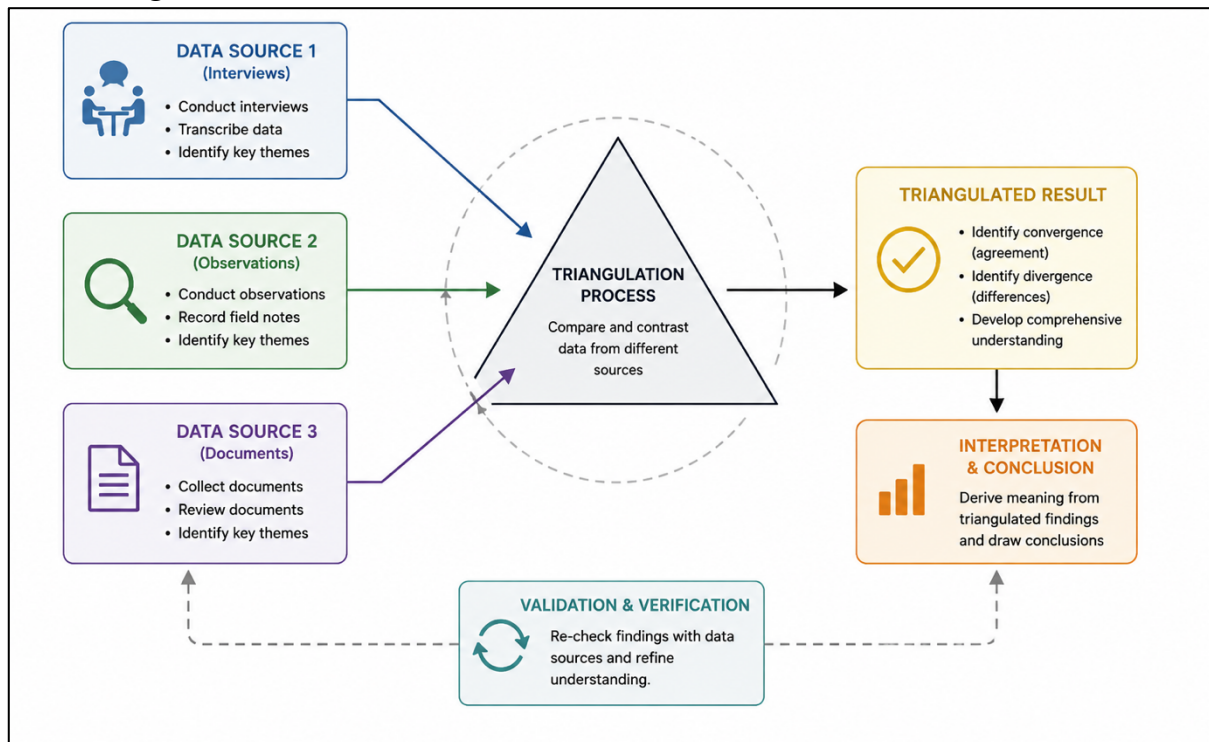 DATA SOURCE 1
(Interviews)
• Conduct interviews
• Transcribe data
• Identify key themes
DATA SOURCE 2
(Observations)
• Conduct observations
• Record field notes
• Identify key themes
DATA SOURCE 3
(Documents)
• Collect documents
• Review documents
• Identify key themes
TRIANGULATION
PROCESS
Compare and contrast
data from different
sources
TRIANGULATED RESULT
• Identify convergence
(agreement)
• Identify divergence
(differences)
• Develop comprehensive
understanding
INTERPRETATION
& CONCLUSION
Derive meaning from
triangulated findings
and draw conclusions
VALIDATION & VERIFICATION
Re-check findings with data
sources and refine
understanding.